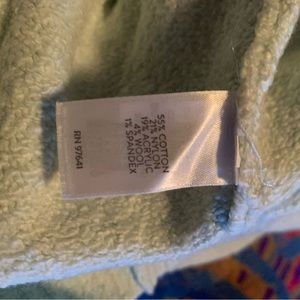 55% COTTON
21% NYLON
19% ACRYLIC
4% WOOL
1% SPANDEX
RN 97641